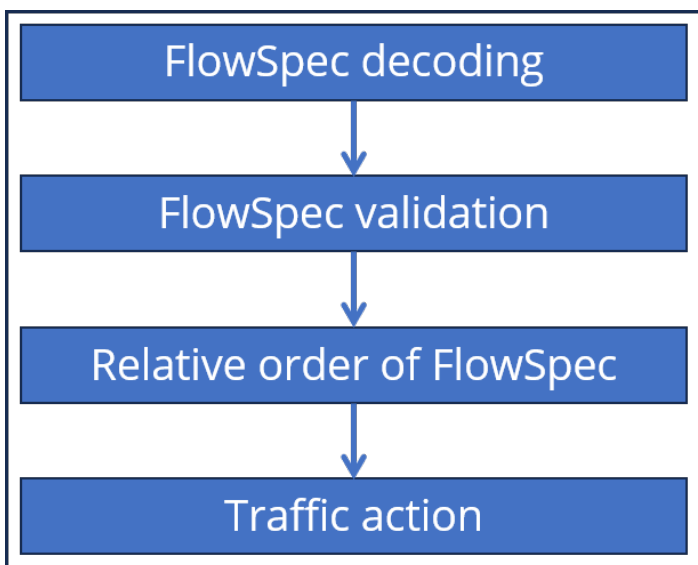 FlowSpec decoding
FlowSpec validation
Relative order of FlowSpec
Traffic action